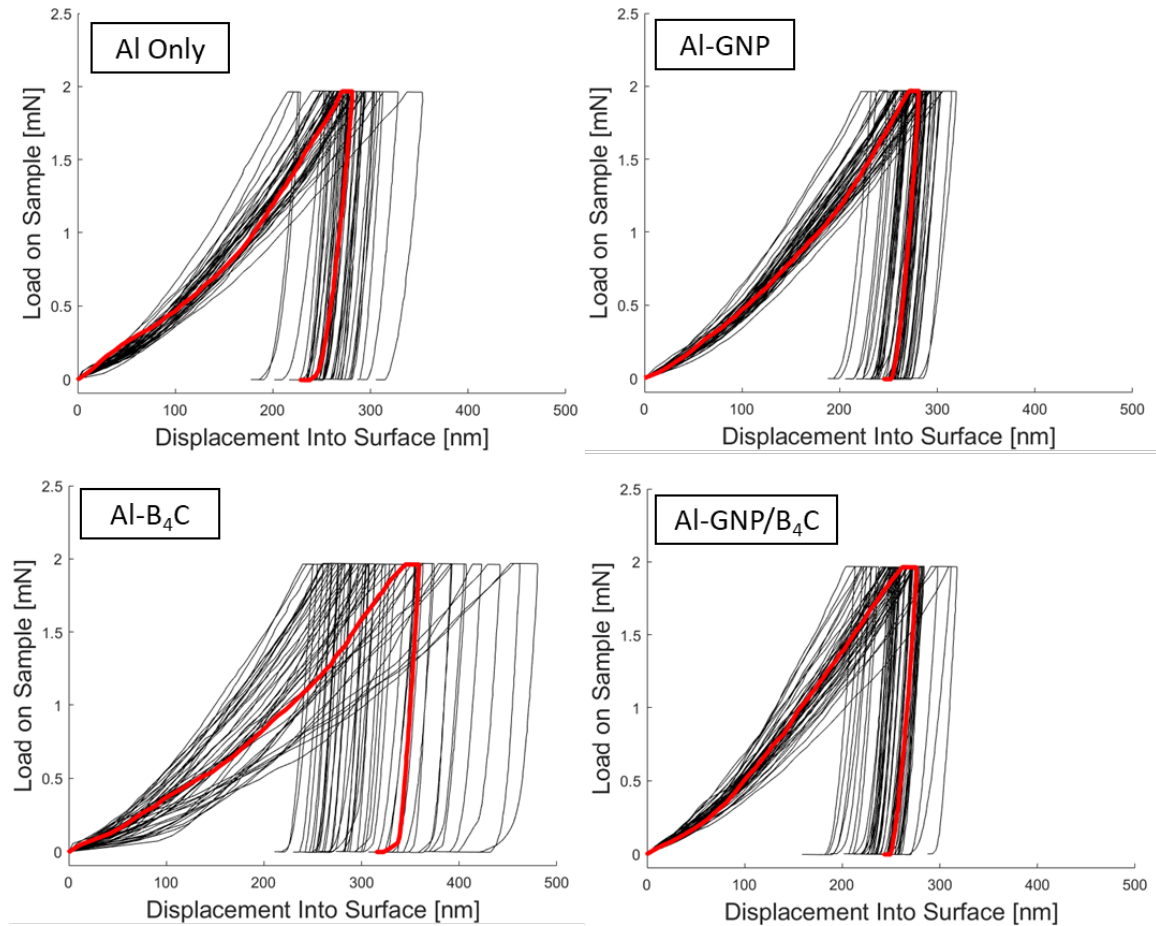 Al Only
Load on Sample [mN]
2.5
2
1.5
1
0.5
0
0 100 200 300 400 500
Displacement Into Surface [nm]
Al-GNP
Load on Sample [mN]
2.5
2
1.5
1
0.5
0
0 100 200 300 400 500
Displacement Into Surface [nm]
Al-B₄C
Load on Sample [mN]
2.5
2
1.5
1
0.5
0
0 100 200 300 400 500
Displacement Into Surface [nm]
Al-GNP/B₄C
Load on Sample [mN]
2.5
2
1.5
1
0.5
0
0 100 200 300 400 500
Displacement Into Surface [nm]